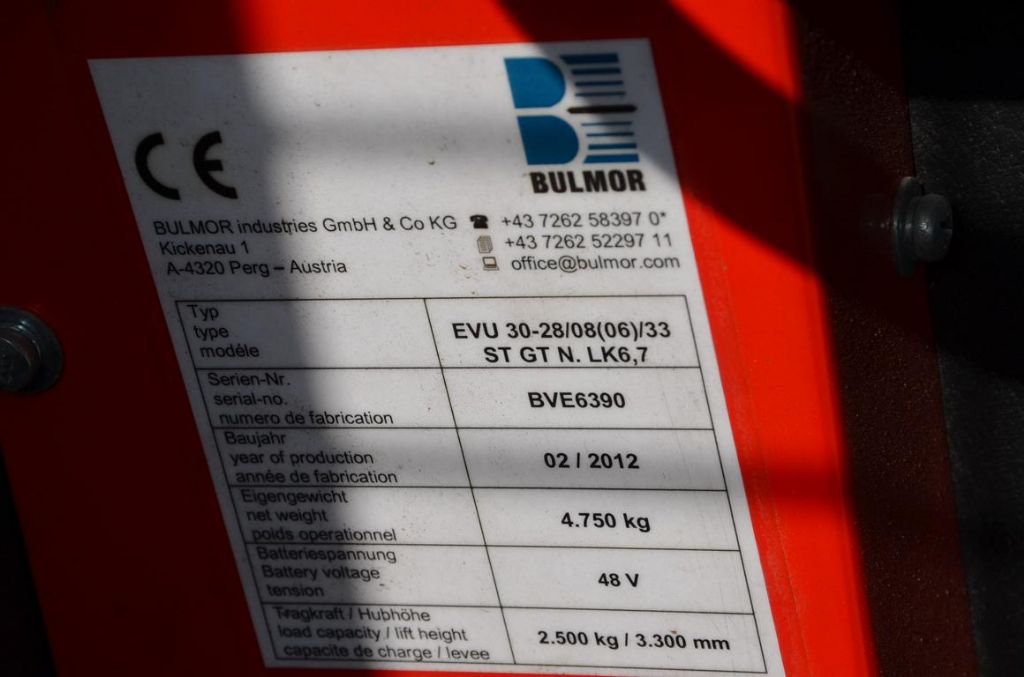 CE
BULMOR
BULMOR industries GmbH & Co KG
Kickenau 1
A-4320 Perg – Austria
+43 7262 58397 0*
+43 7262 52297 11
office@bulmor.com
Typ
type
modéle
EVU 30-28/08(06)/33
ST GT N. LK6,7
Serien-Nr.
serial-no.
numero de fabrication
BVE6390
Baujahr
year of production
année de fabrication
02 / 2012
Eigengewicht
net weight
poids operationnel
4.750 kg
Batteriespannung
Battery voltage
tension
48 V
Tragkraft / Hubhöhe
load capacity / lift height
capacite de charge / levee
2.500 kg / 3.300 mm